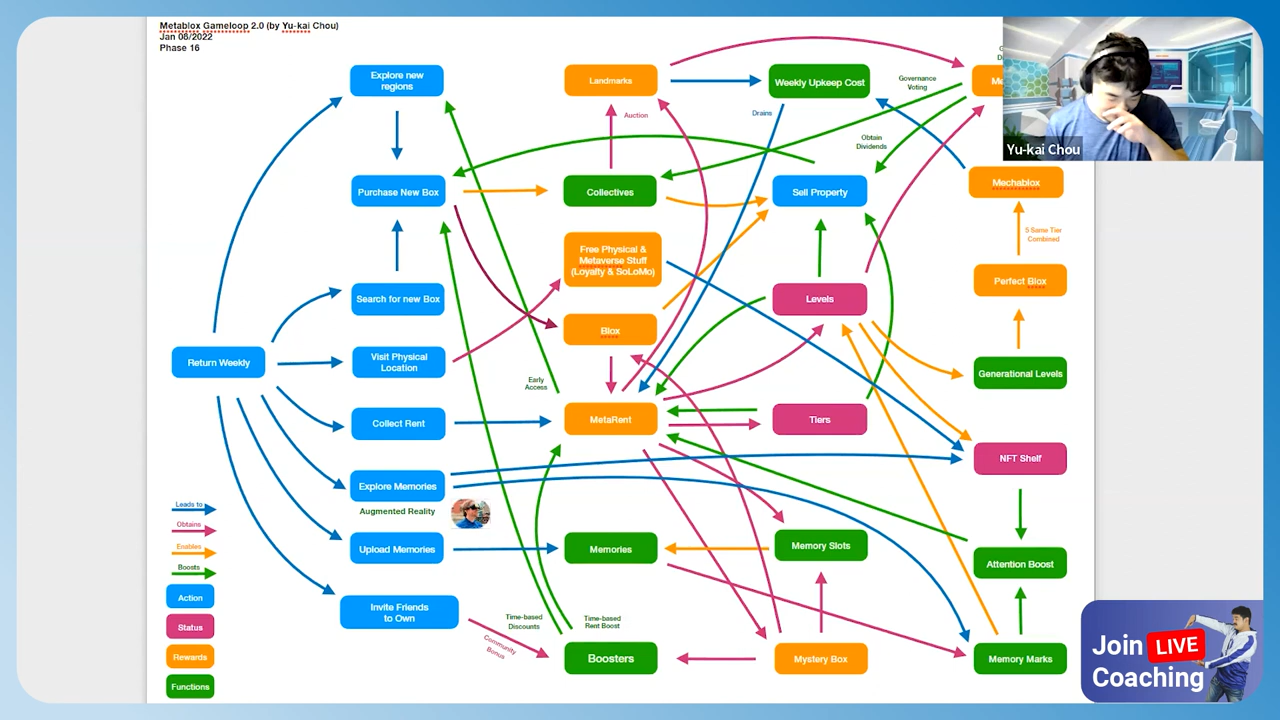 Metablox Gameloop 2.0 (by Yu-kai Chou)
Jan 08/2022
Phase 16
Explore new
regions
Landmarks
Weekly Upkeep Cost
Governance
Voting
Auction
Drains
Obtain
Dividends
Yu-kai Chou
Purchase New Box
Collectives
Sell Property
Mechablox
5 Same Tier
Combined
Free Physical &
Metaverse Stuff
(Loyalty & SoLoMo)
Search for new Box
Levels
Perfect Blox
Blox
Return Weekly
Visit Physical
Location
Generational Levels
Early
Access
Collect Rent
MetaRent
Tiers
NFT Shelf
Explore Memories
Augmented Reality
Leads to
Obtains
Enables
Boosts
Upload Memories
Memories
Memory Slots
Attention Boost
Action
Status
Rewards
Functions
Invite Friends
to Own
Time-based
Discounts
Time-based
Rent Boost
Community
Bonus
Boosters
Mystery Box
Memory Marks
Join LIVE
Coaching